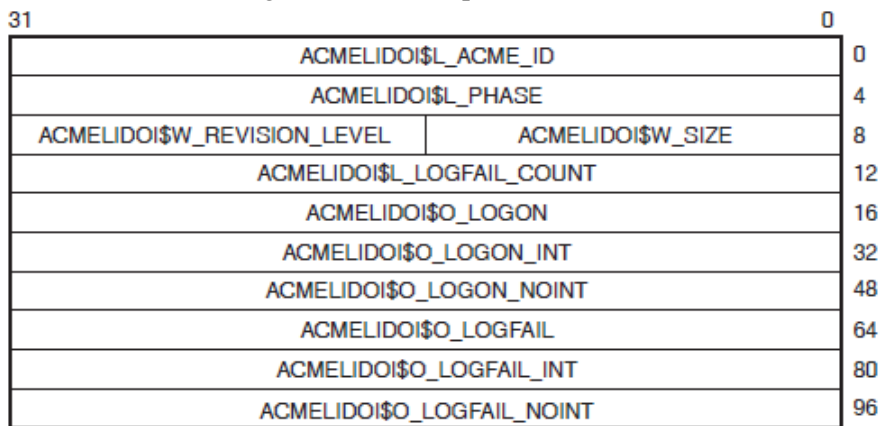 31 0
ACMELIDOI$L_ACME_ID 0
ACMELIDOI$L_PHASE 4
ACMELIDOI$W_REVISION_LEVEL ACMELIDOI$W_SIZE 8
ACMELIDOI$L_LOGFAIL_COUNT 12
ACMELIDOI$O_LOGON 16
ACMELIDOI$O_LOGON_INT 32
ACMELIDOI$O_LOGON_NOINT 48
ACMELIDOI$O_LOGFAIL 64
ACMELIDOI$O_LOGFAIL_INT 80
ACMELIDOI$O_LOGFAIL_NOINT 96